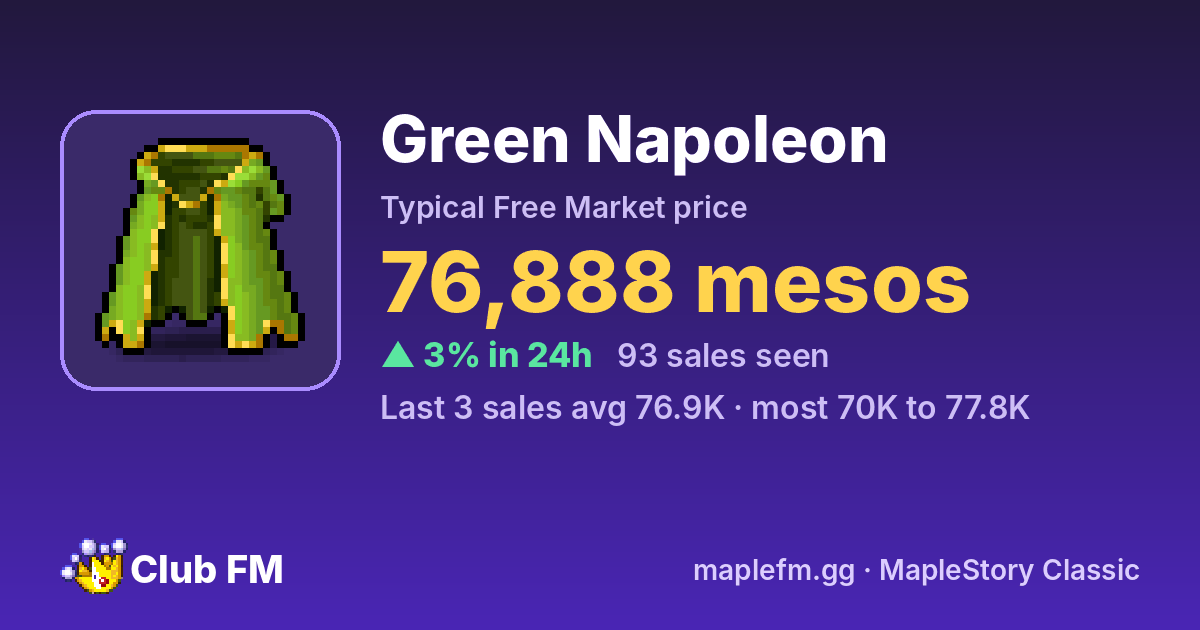 Green Napoleon
Typical Free Market price
76,888 mesos
▲ 3% in 24h 93 sales seen
Last 3 sales avg 76.9K · most 70K to 77.8K
Club FM
maplefm.gg · MapleStory Classic